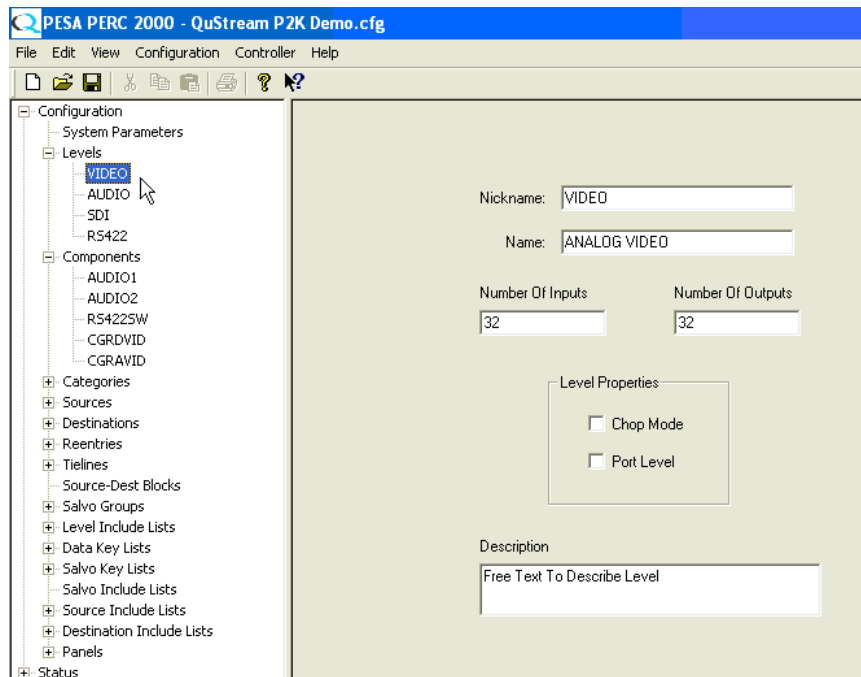 PESA PERC 2000 - QuStream P2K Demo.cfg
File Edit View Configuration Controller Help
Configuration
System Parameters
Levels
VIDEO
AUDIO
SDI
RS422
Components
AUDIO1
AUDIO2
RS422SW
CGRDVID
CGRAVID
Categories
Sources
Destinations
Reentries
Tielines
Source-Dest Blocks
Salvo Groups
Level Include Lists
Data Key Lists
Salvo Key Lists
Salvo Include Lists
Source Include Lists
Destination Include Lists
Panels
Status
Nickname: VIDEO
Name: ANALOG VIDEO
Number Of Inputs Number Of Outputs
32 32
Level Properties
Chop Mode
Port Level
Description
Free Text To Describe Level